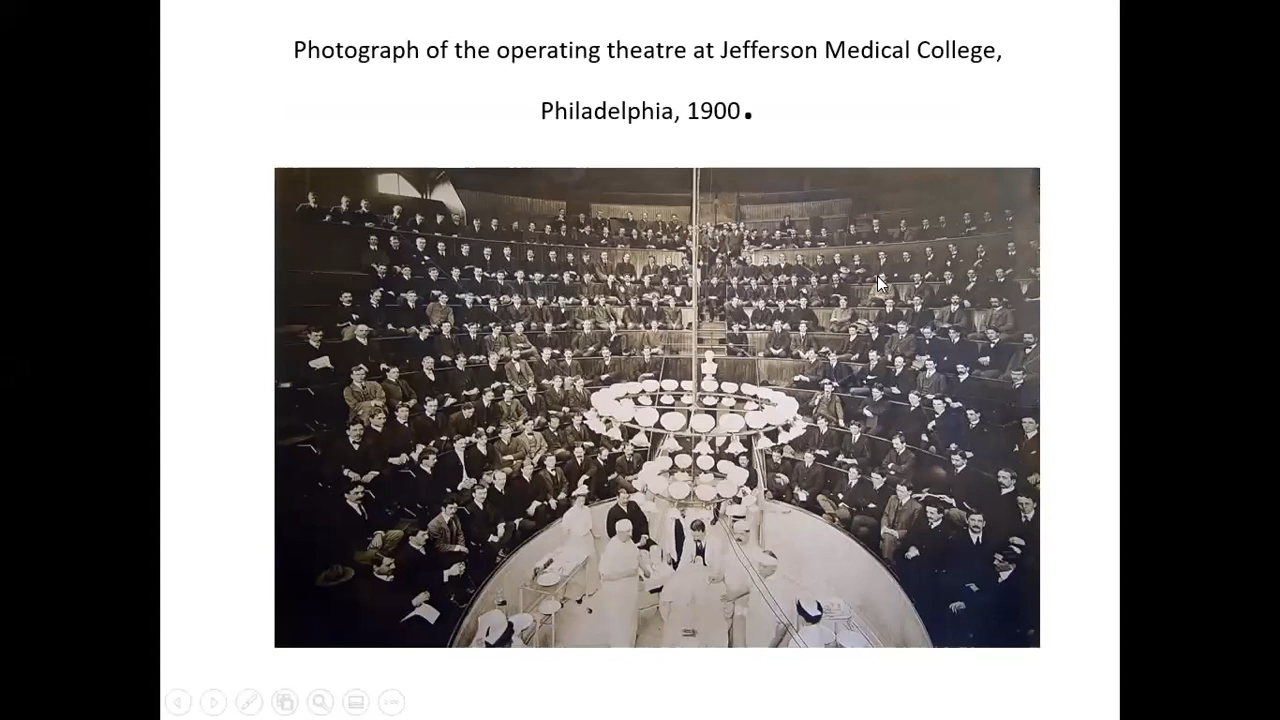 Photograph of the operating theatre at Jefferson Medical College,
Philadelphia, 1900.